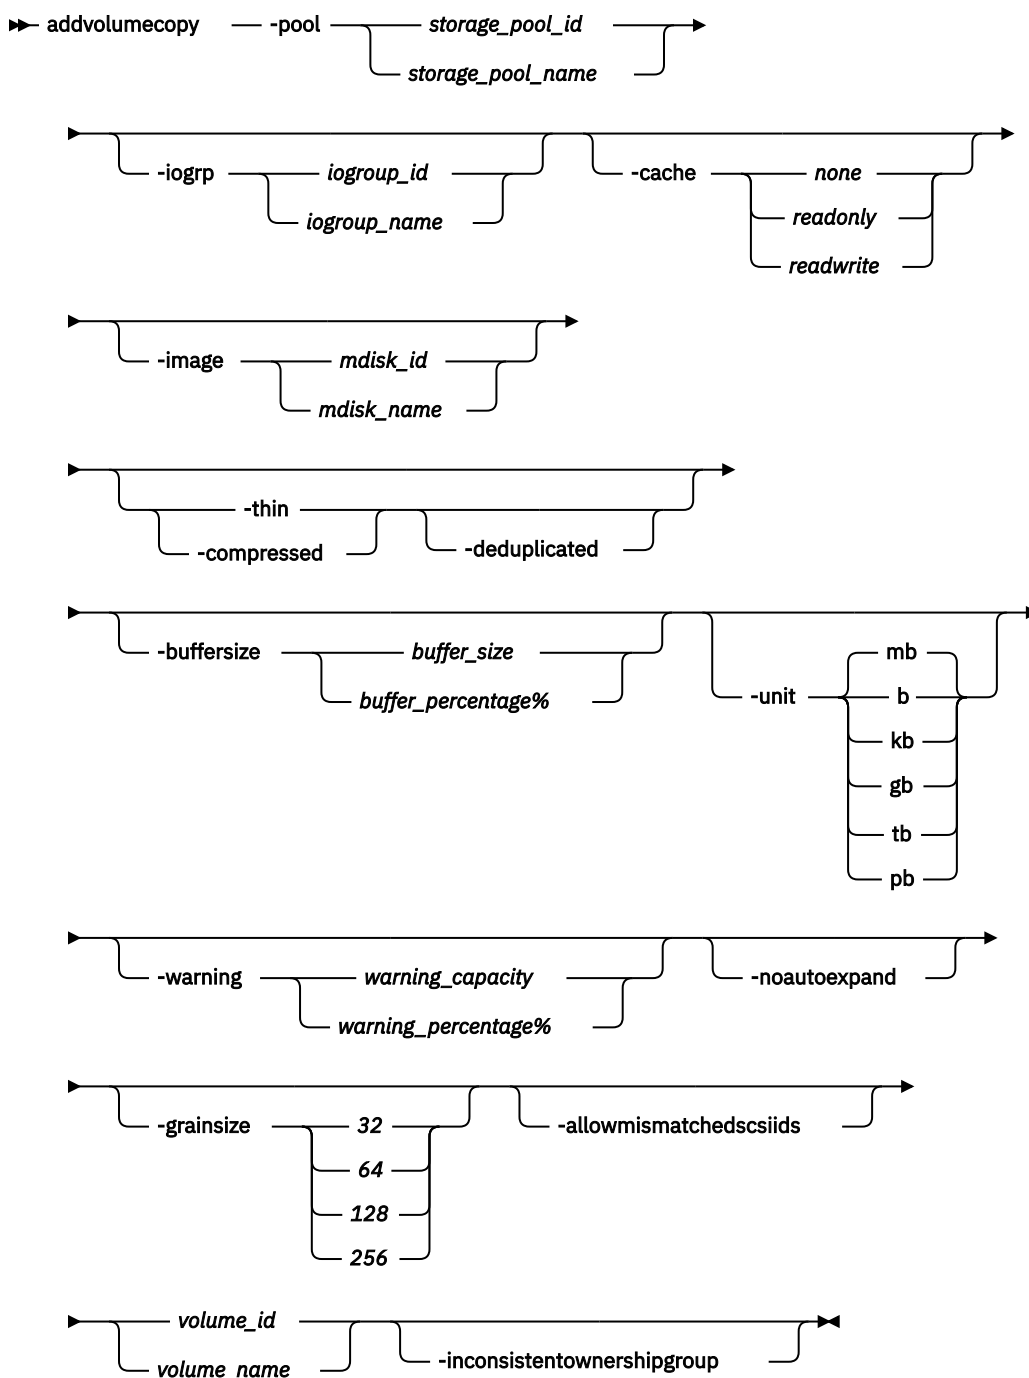 addvolumecopy -pool storage_pool_id
storage_pool_name
-iogrp iogroup_id -cache none
iogroup_name readonly
readwrite
-image mdisk_id
mdisk_name
-thin
-compressed -deduplicated
-buffersize buffer_size mb
buffer_percentage% -unit b
kb
gb
tb
pb
-warning warning_capacity -noautoexpand
warning_percentage%
-grainsize 32 -allowmismatchedscsiids
64
128
256
volume_id
volume_name -inconsistentownershipgroup